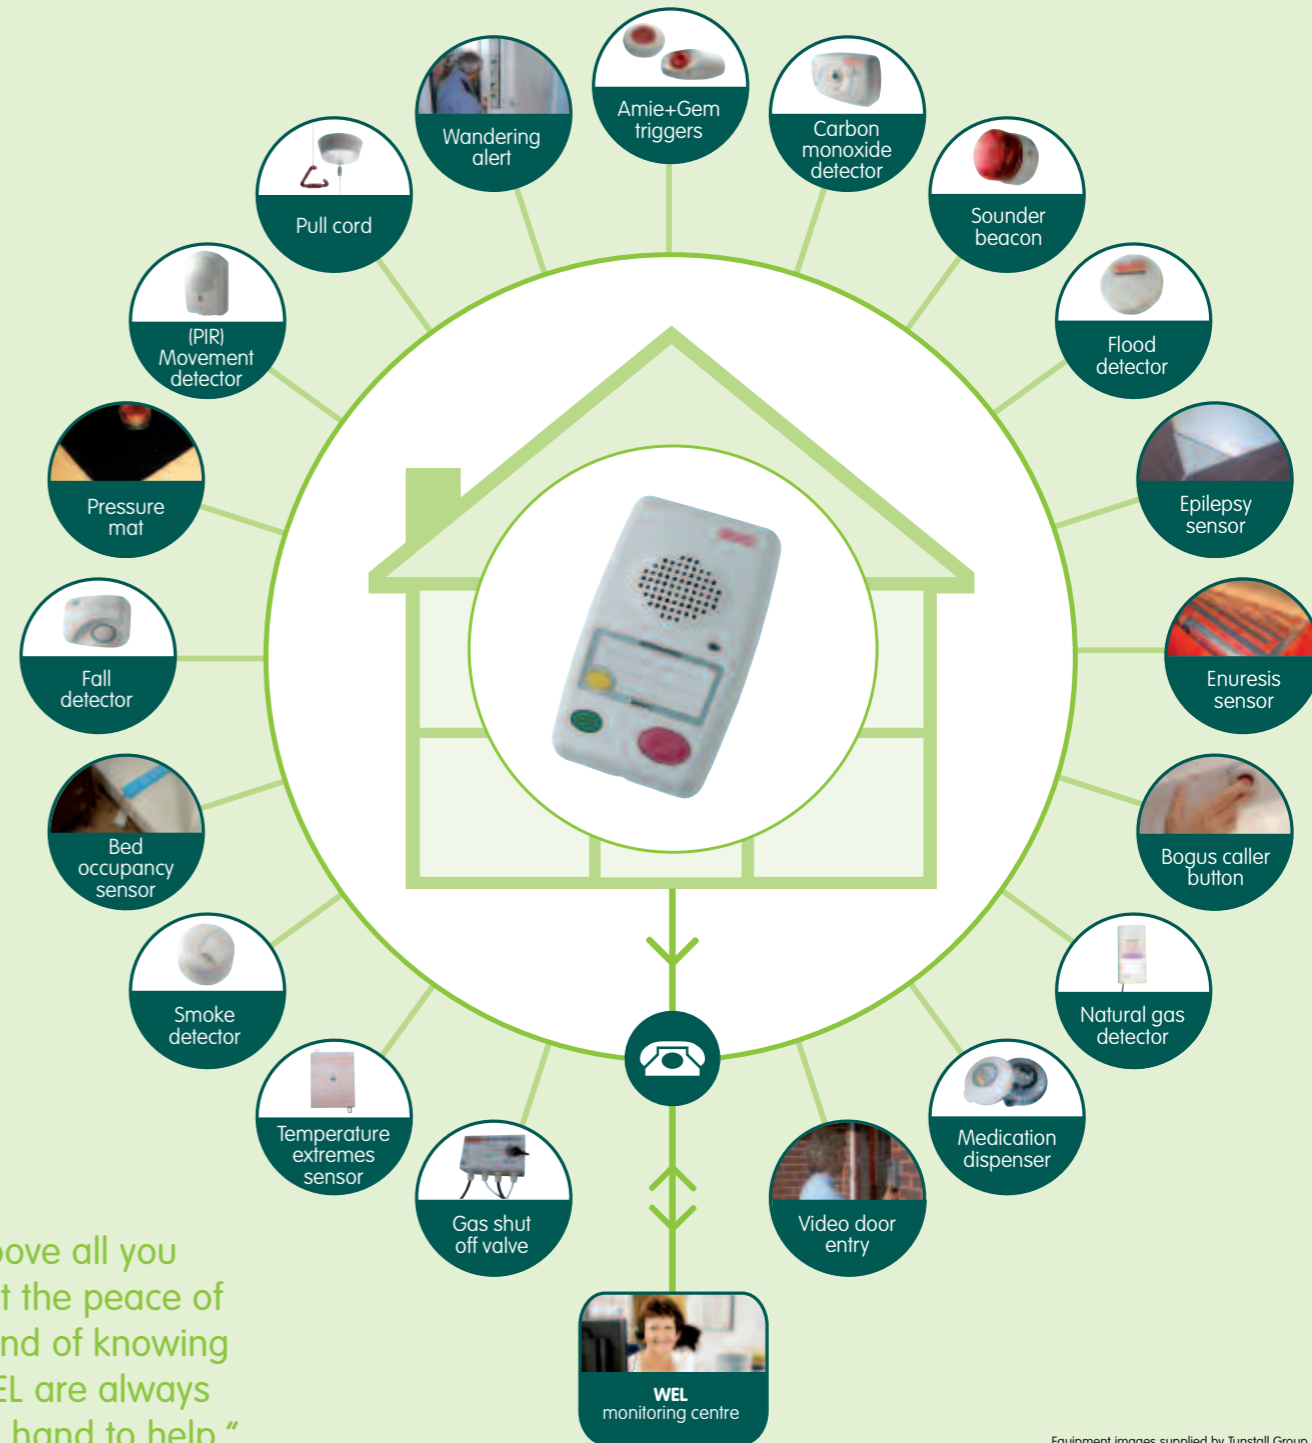 Amie+Gem
triggers
Carbon
monoxide
detector
Sounder
beacon
Flood
detector
Epilepsy
sensor
Enuresis
sensor
Bogus caller
button
Natural gas
detector
Medication
dispenser
Video door
entry
WEL
monitoring centre
Gas shut
off valve
Temperature
extremes
sensor
Smoke
detector
Bed
occupancy
sensor
Fall
detector
Pressure
mat
(PIR)
Movement
detector
Pull cord
Wandering
alert
ove all you
t the peace of
nd of knowing
EL are always
hand to help."
Equipment images supplied by Tunstall Group